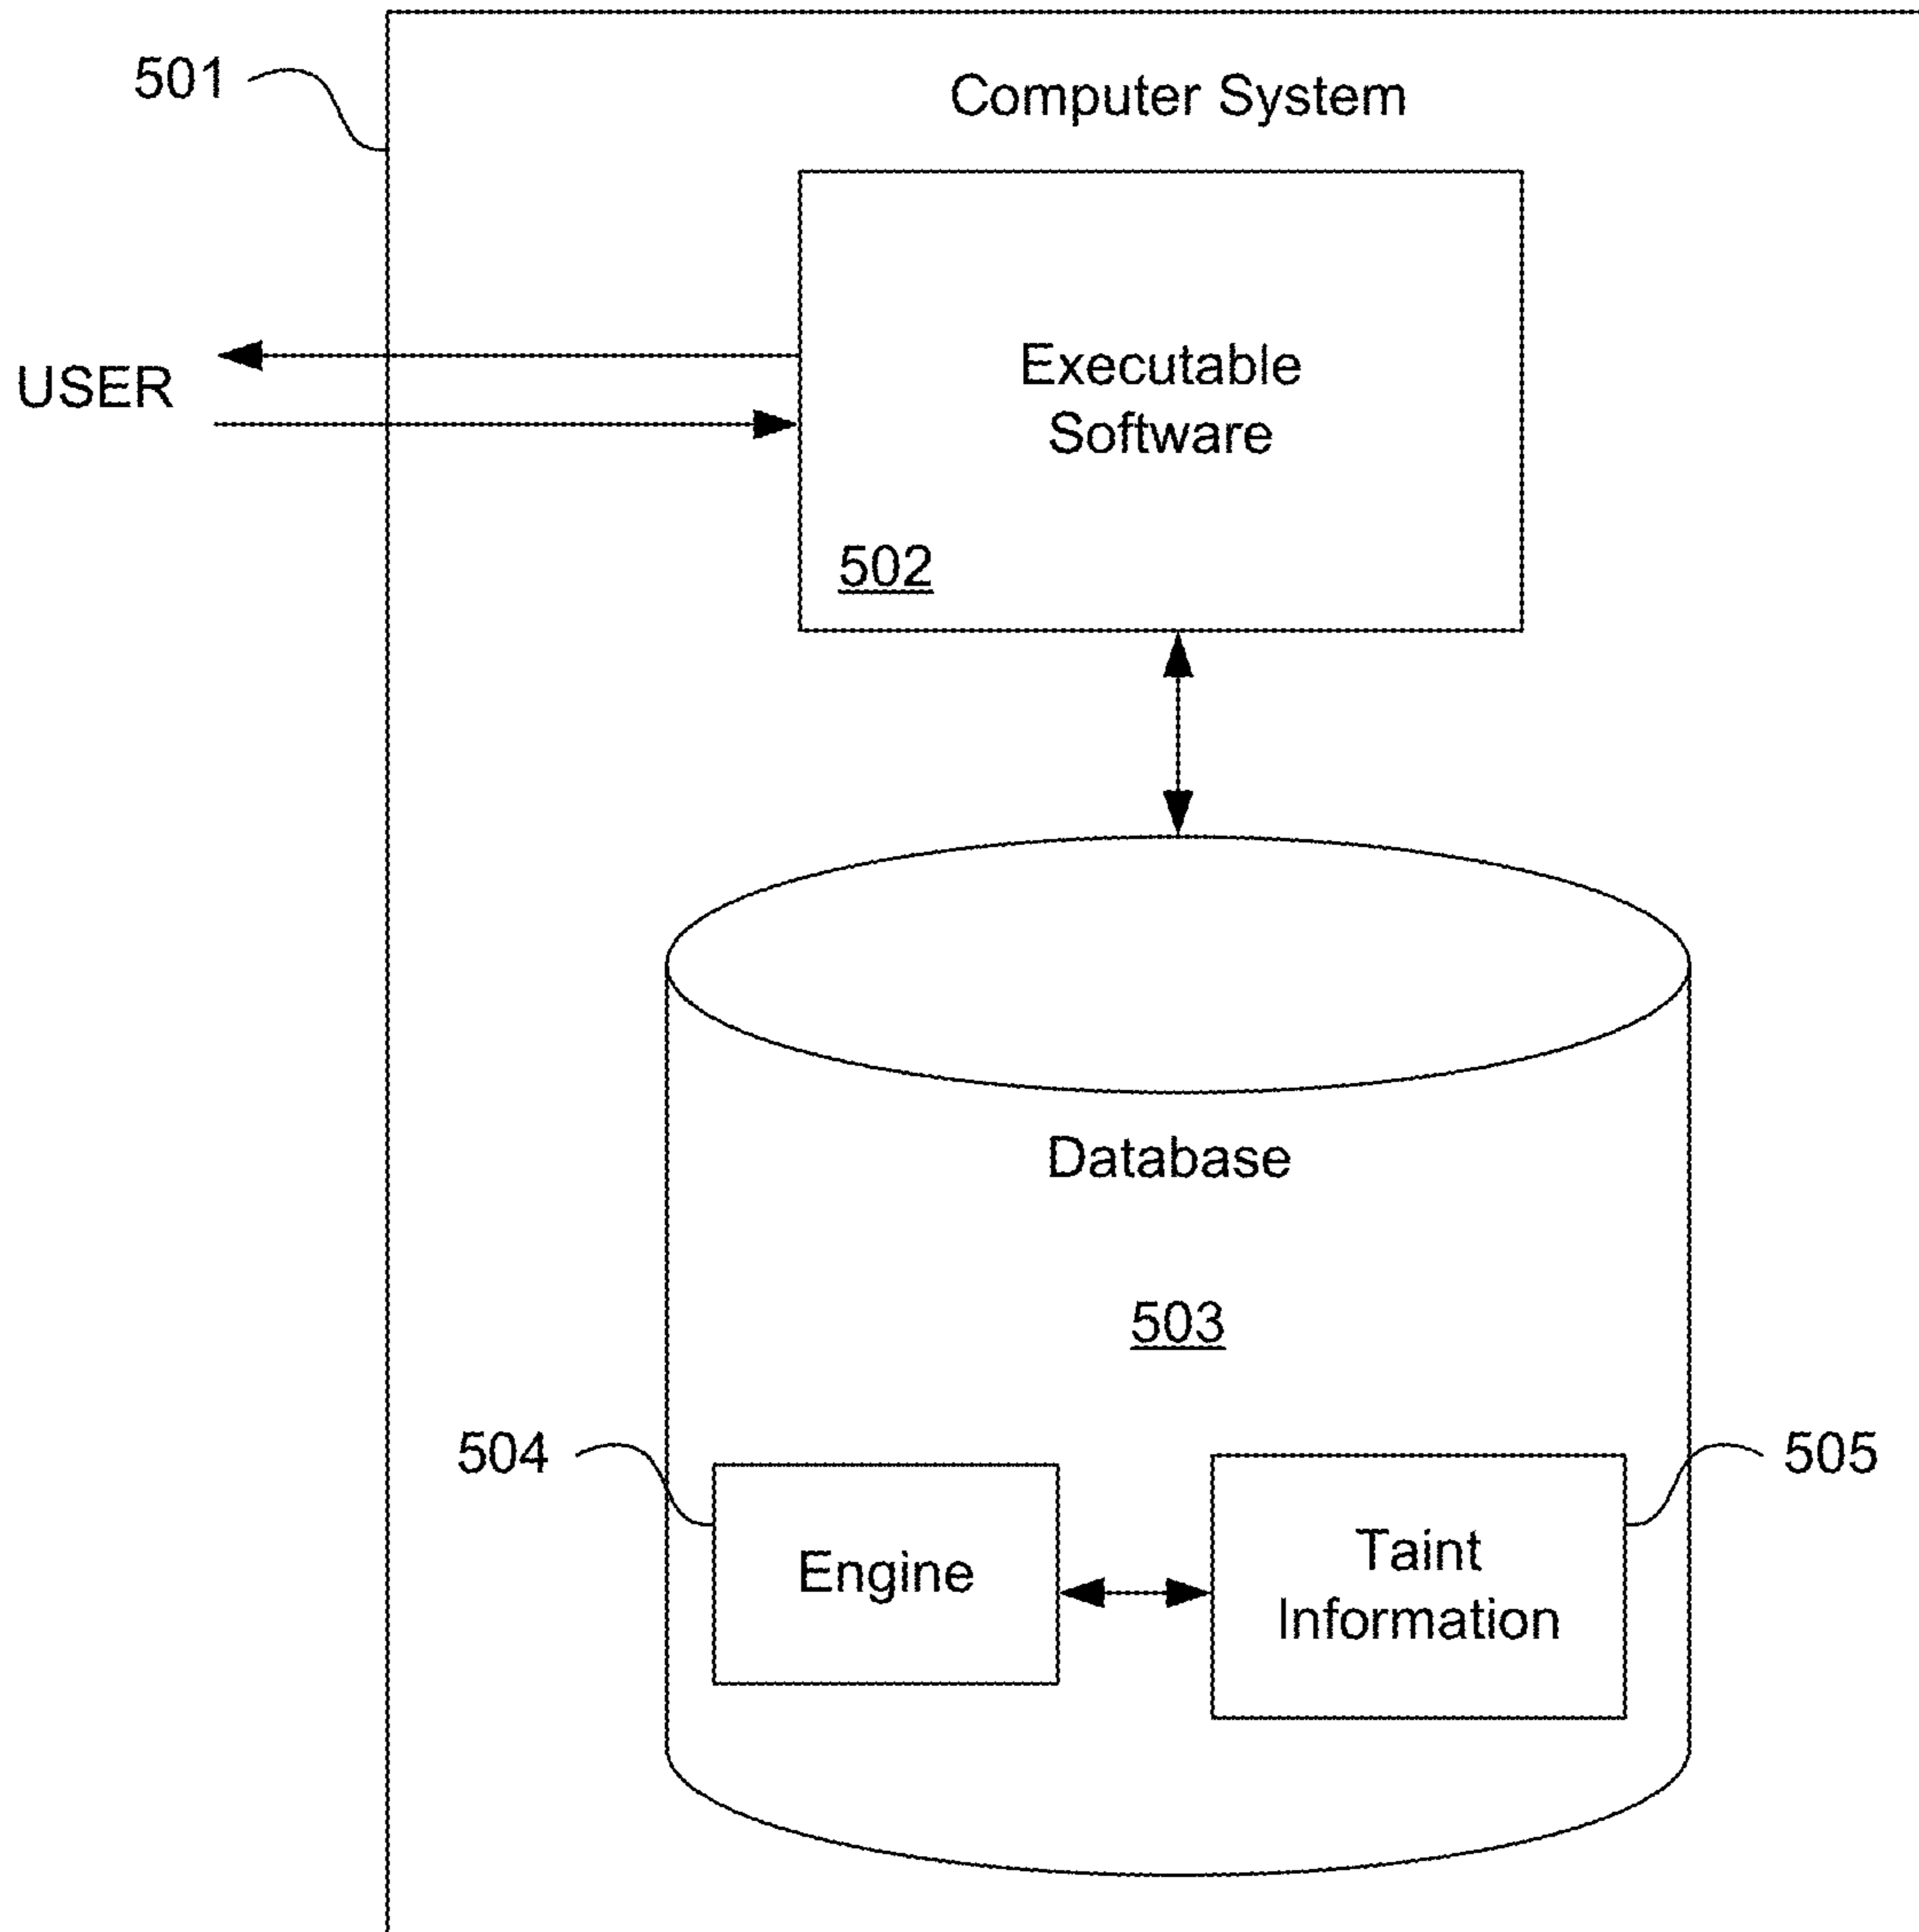 501
Computer System
USER
Executable
Software
502
Database
503
504
505
Engine
Taint
Information